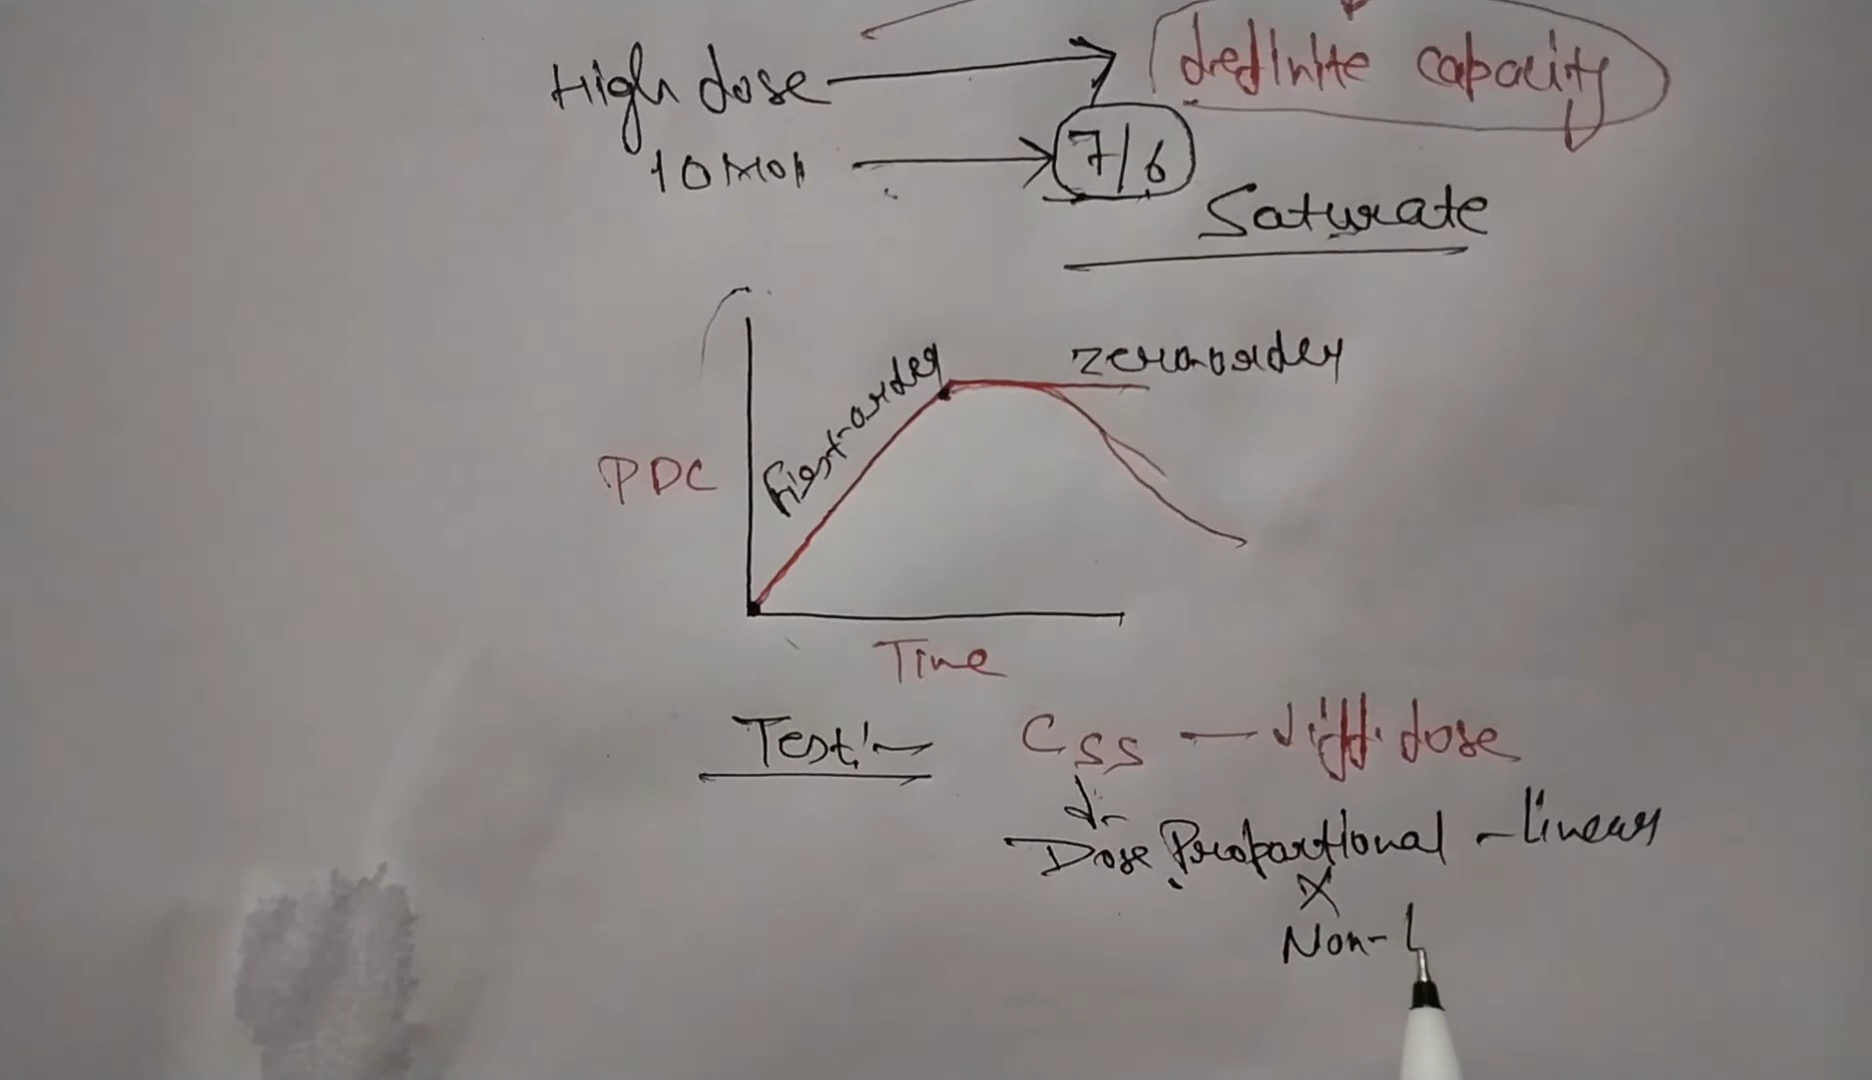 definite capacity
High dose
10 Mol
7/6
Saturate
First-order
zero order
PDC
Time
Test:-
Css - diff. dose
Dose Proportional - linear
X
Non- L